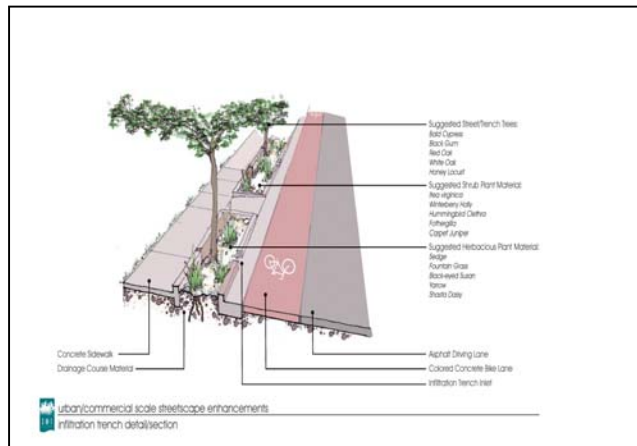 Suggested Street/Trench Trees:
Bald Cypress
Black Gum
Red Oak
White Oak
Honey Locust
Suggested Shrub Plant Material:
Itea virginica
Winterberry Holly
Hummingbird Clethra
Fothergilla
Carpet Juniper
Suggested Herbacious Plant Material:
Sedge
Fountain Grass
Black-eyed Susan
Yarow
Shasta Daisy
Concrete Sidewalk
Drainage Course Material
Asphalt Driving Lane
Colored Concrete Bike Lane
Infiltration Trench Inlet
urban/commercial scale streetscape enhancements
infiltration trench detail/section